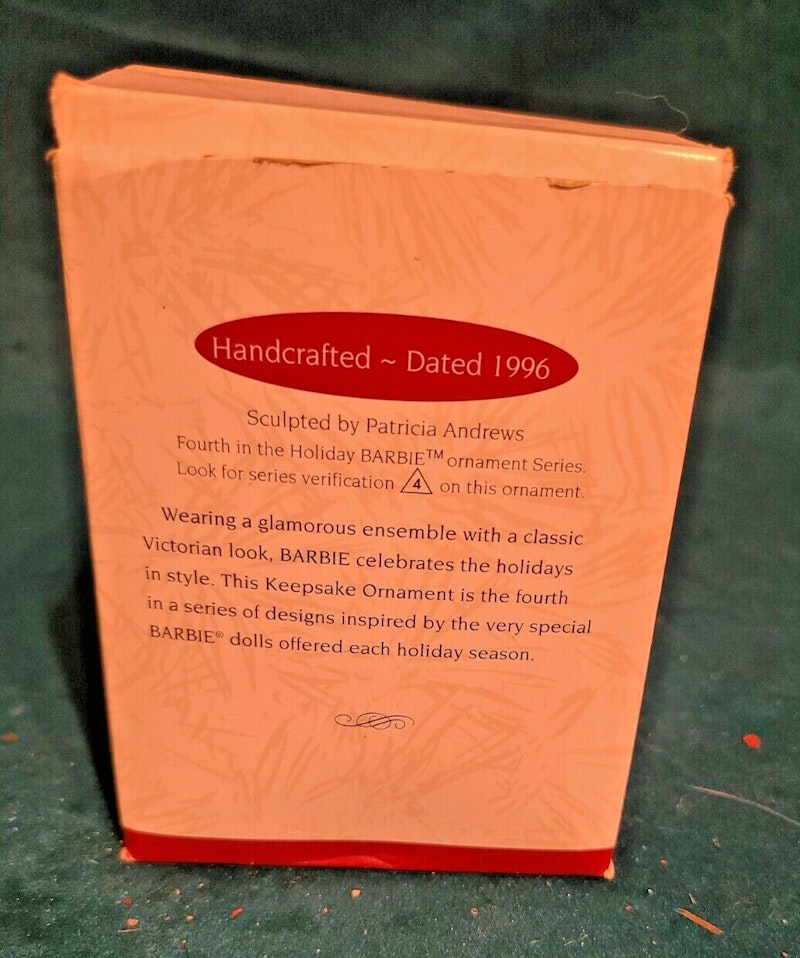 Handcrafted ~ Dated 1996
Sculpted by Patricia Andrews
Fourth in the Holiday BARBIE™ ornament Series.
Look for series verification 4 on this ornament.
Wearing a glamorous ensemble with a classic
Victorian look, BARBIE celebrates the holidays
in style. This Keepsake Ornament is the fourth
in a series of designs inspired by the very special
BARBIE® dolls offered each holiday season.